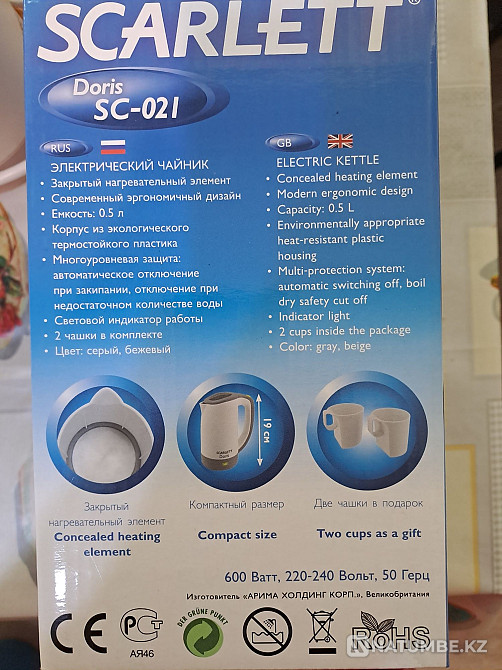 SCARLETT®
Doris
SC-021
RUS
ЭЛЕКТРИЧЕСКИЙ ЧАЙНИК
• Закрытый нагревательный элемент
• Современный эргономичный дизайн
• Емкость: 0.5 л
• Корпус из экологического
термостойкого пластика
• Многоуровневая защита:
автоматическое отключение
при закипании, отключение при
недостаточном количестве воды
• Световой индикатор работы
• 2 чашки в комплекте
• Цвет: серый, бежевый
GB
ELECTRIC KETTLE
• Concealed heating element
• Modern ergonomic design
• Capacity: 0.5 L
• Environmentally appropriate
heat-resistant plastic
housing
• Multi-protection system:
automatic switching off, boil
dry safety cut off
• Indicator light
• 2 cups inside the package
• Color: gray, beige
SCARLETT
Doris
19 см
Закрытый
нагревательный элемент
Concealed heating
element
Компактный размер
Compact size
Две чашки в подарок
Two cups as a gift
600 Ватт, 220-240 Вольт, 50 Герц
Изготовитель «АРИМА ХОЛДИНГ КОРП.», Великобритания
CE
РСТ
АЯ46
DER GRÜNE PUNKT
RoHS
NATUMBE.KZ